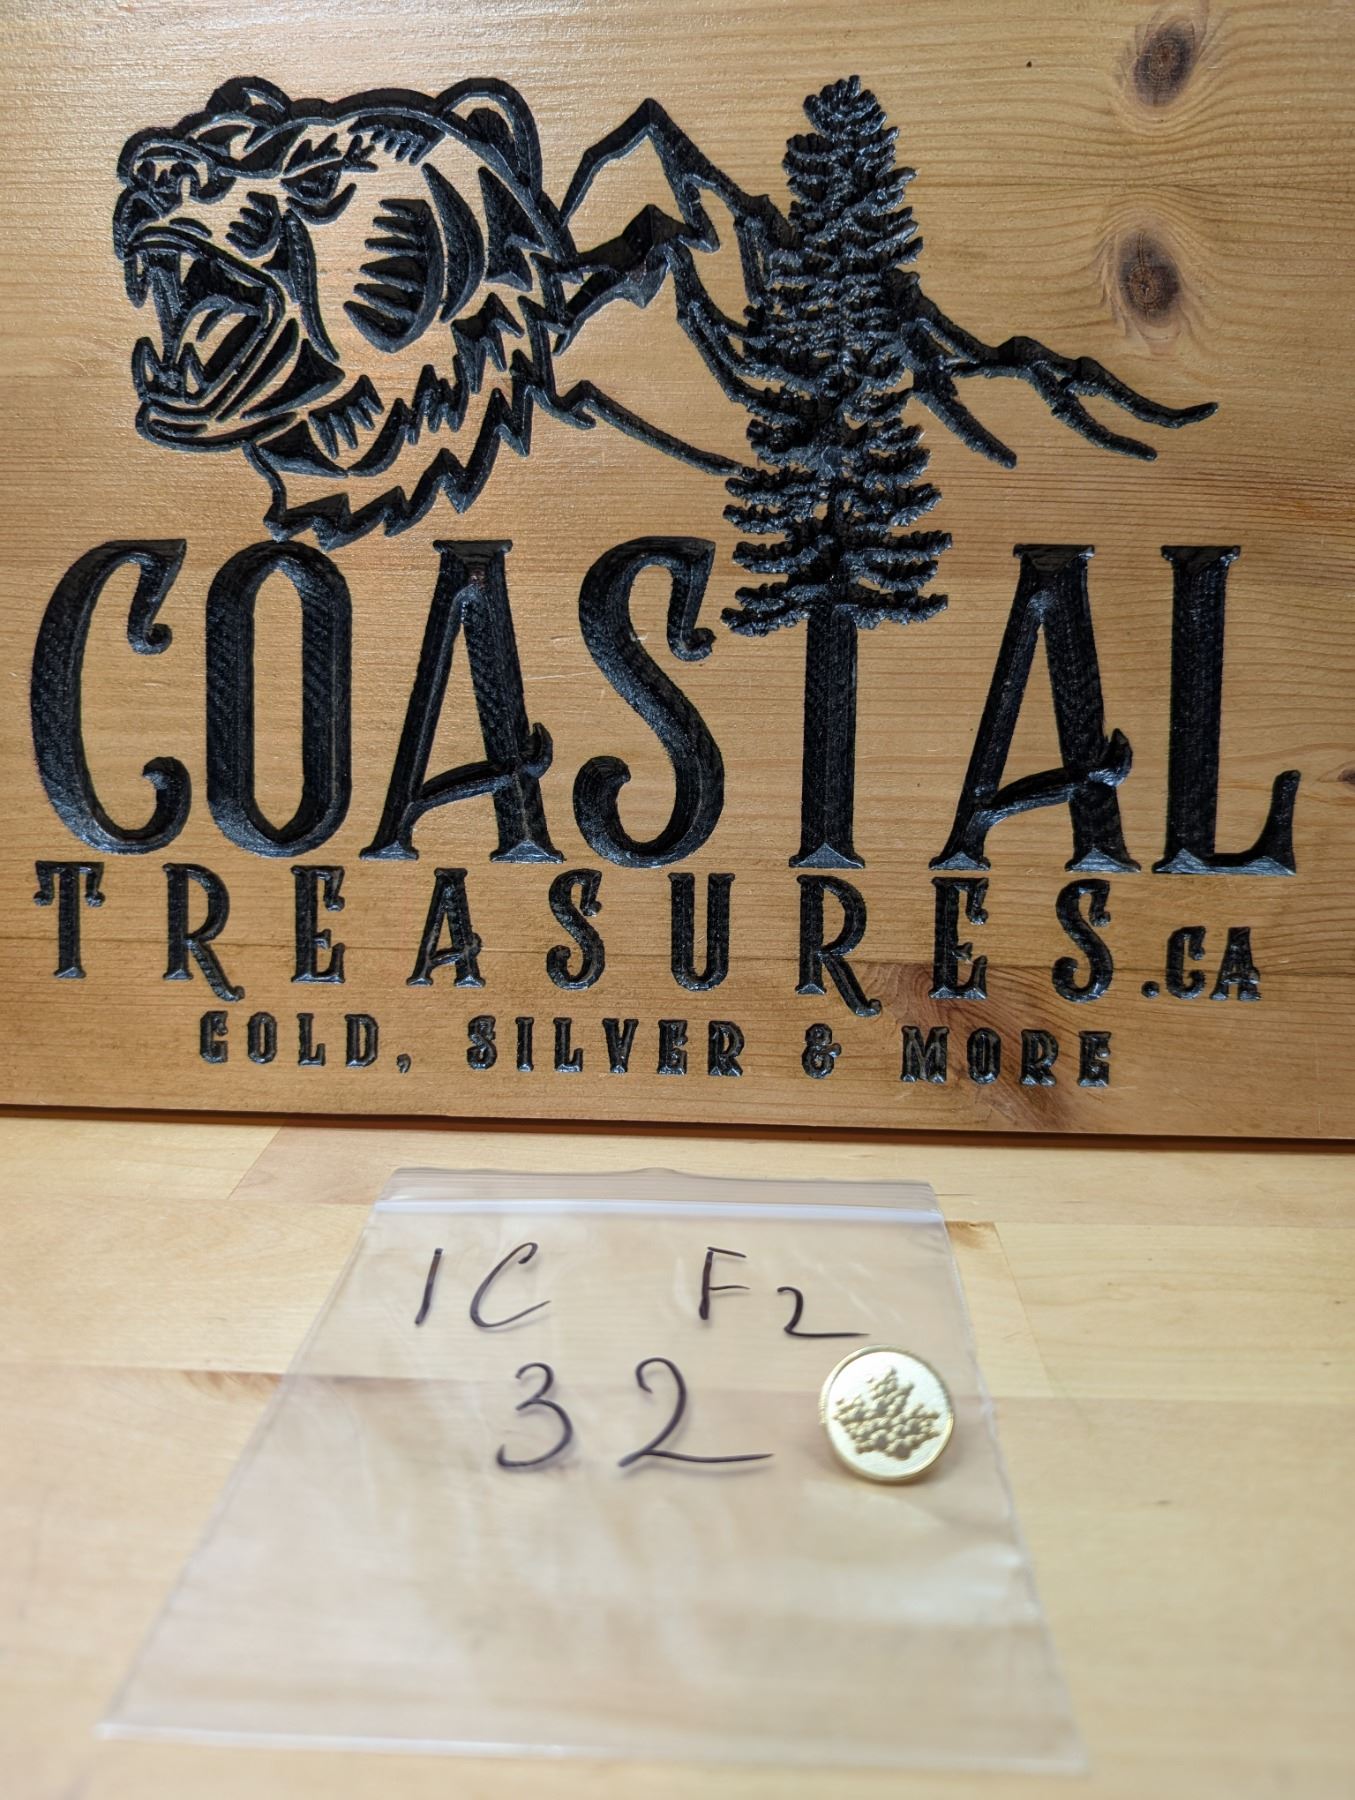 COASTAL
TREASURES.CA
GOLD, SILVER & MORE
1C F2
32